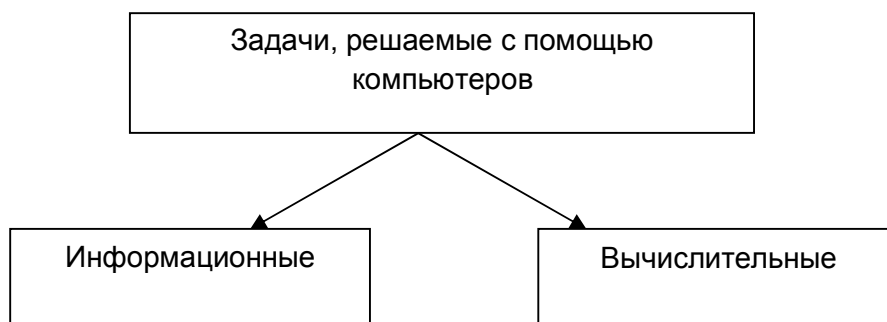 Задачи, решаемые с помощью
компьютеров
Информационные
Вычислительные